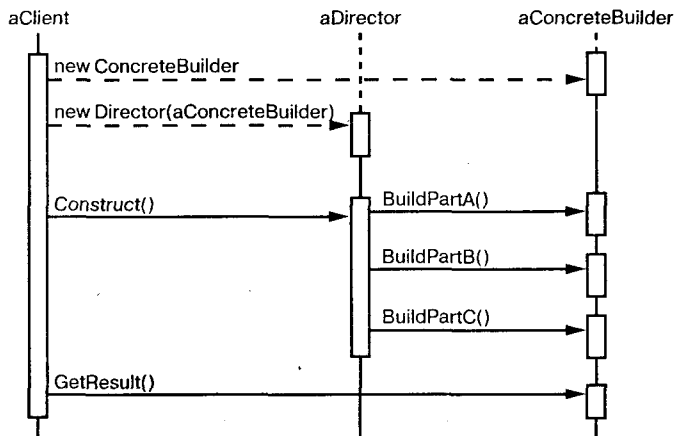 aClient
aDirector
aConcreteBuilder
new ConcreteBuilder
new Director(aConcreteBuilder)
Construct()
BuildPartA()
BuildPartB()
BuildPartC()
GetResult()